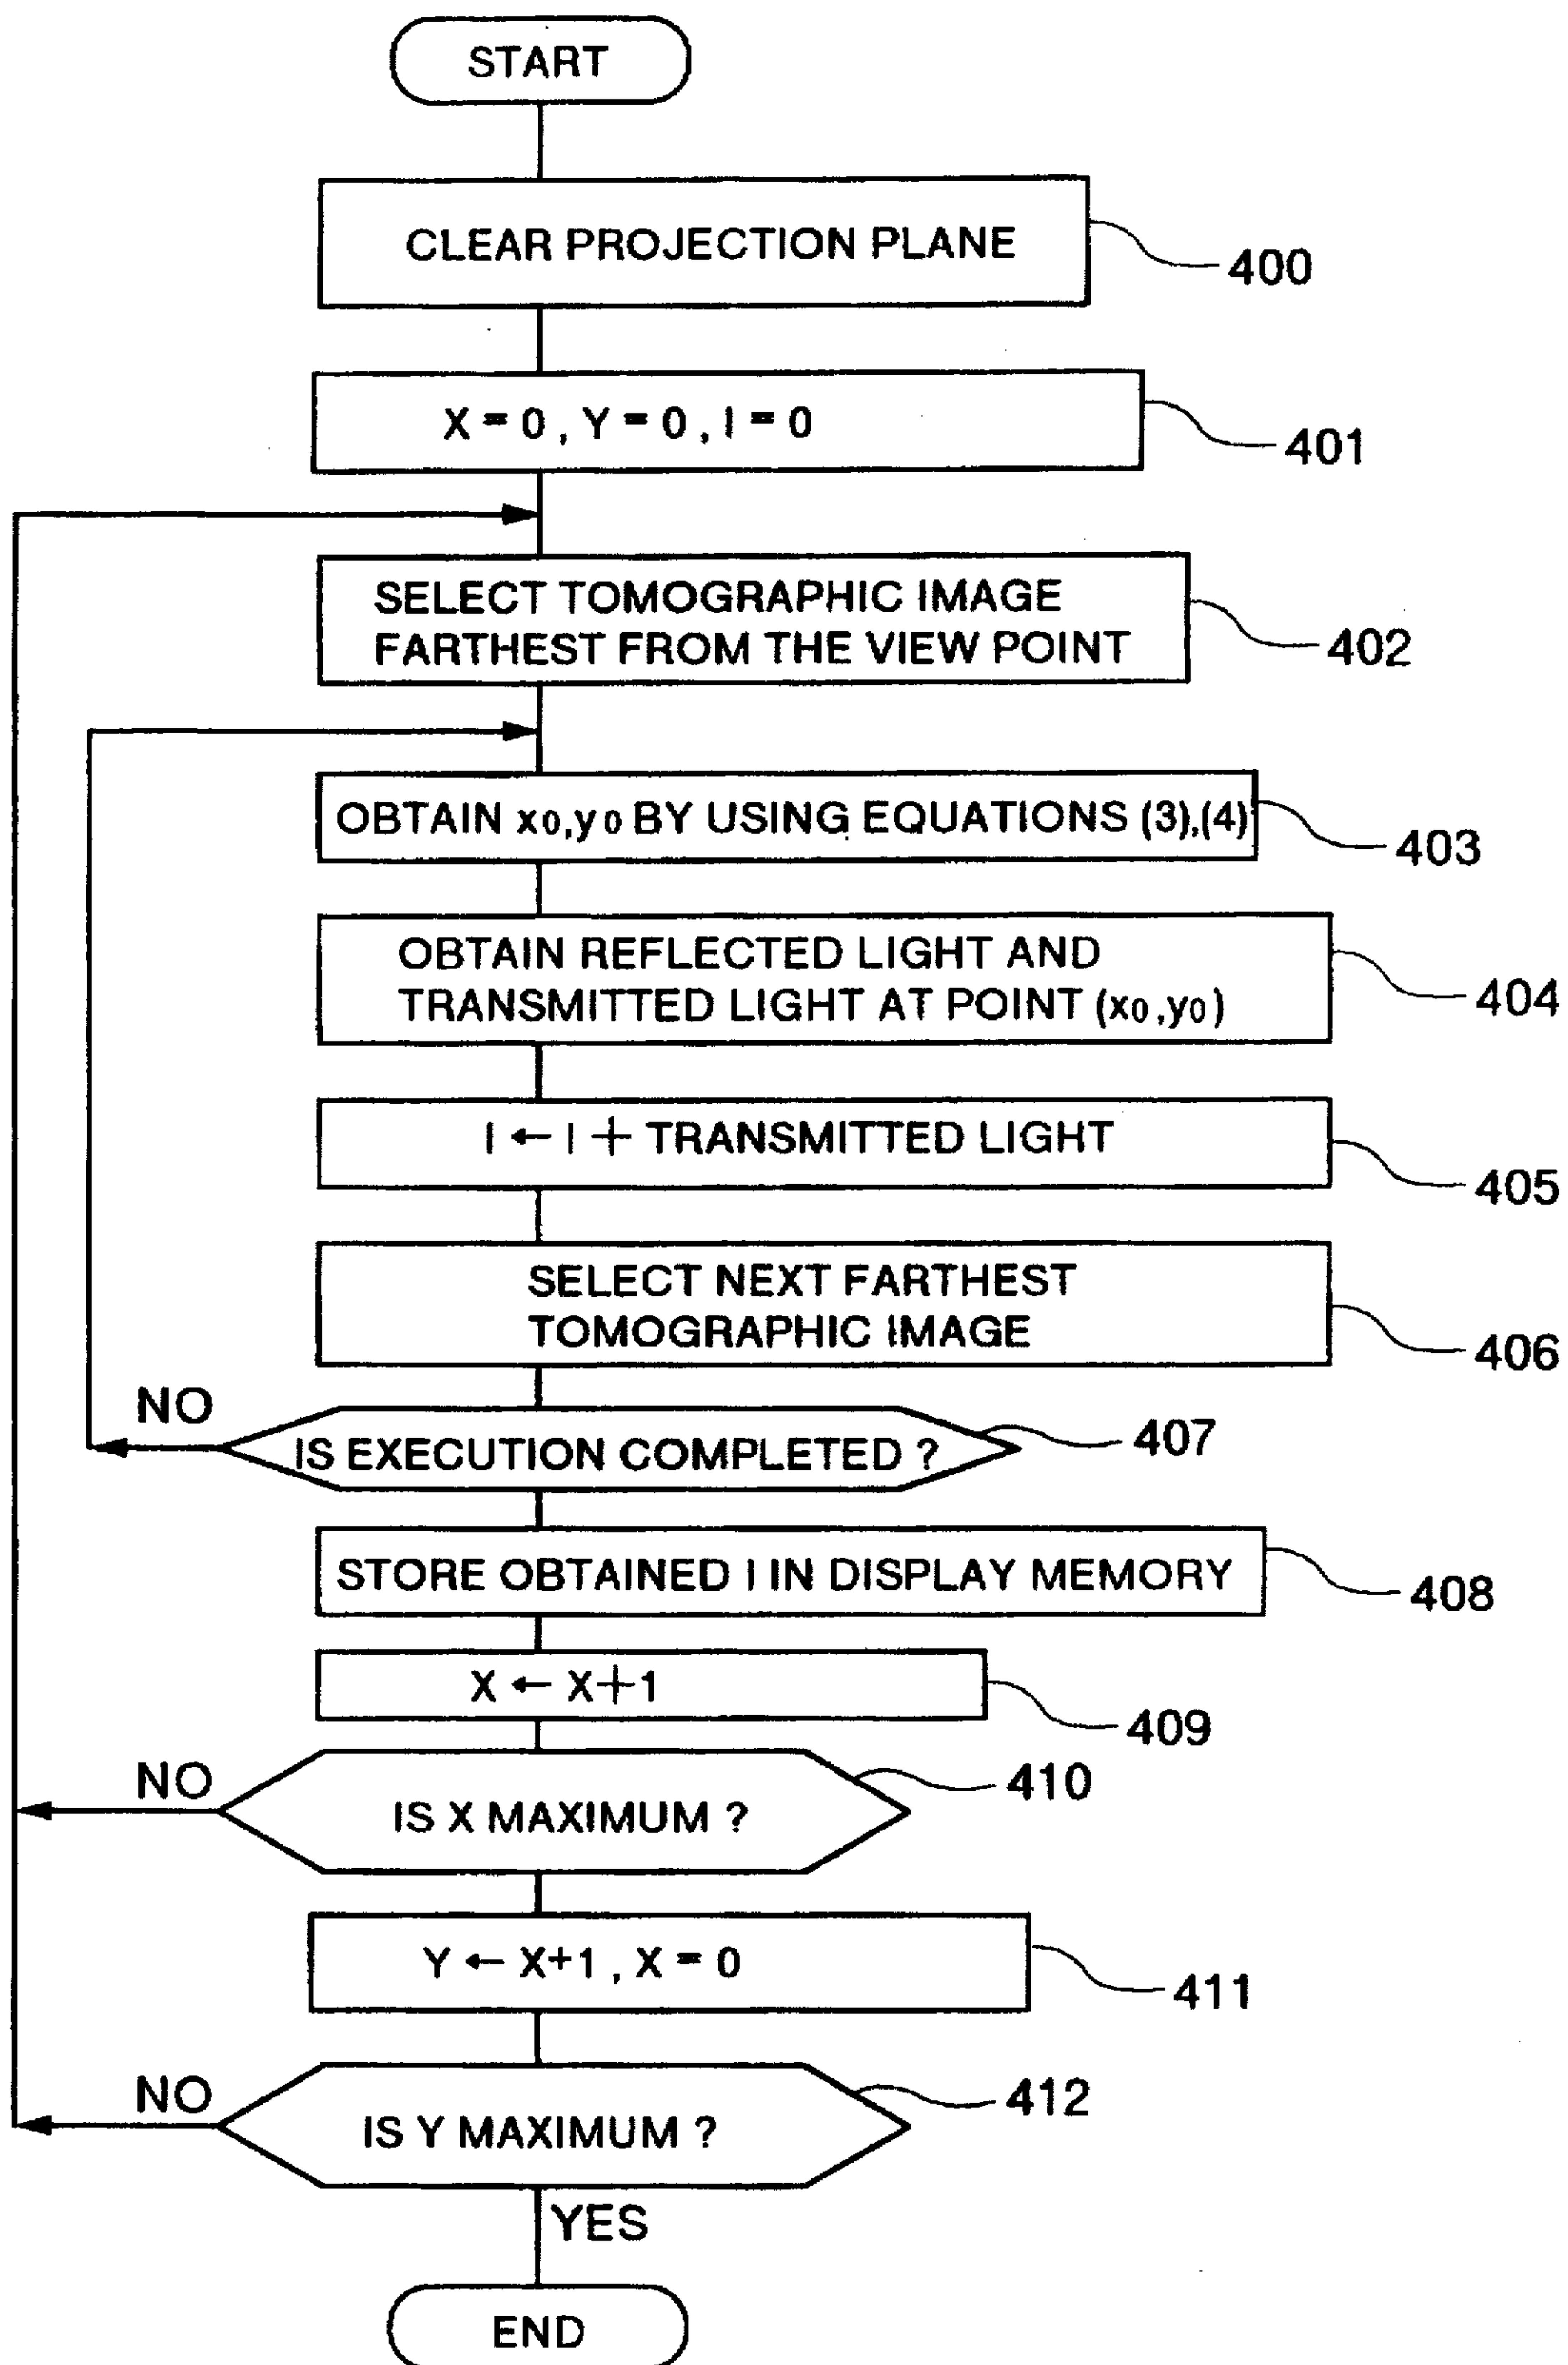 START
CLEAR PROJECTION PLANE
400
X = 0 , Y = 0 , I = 0
401
SELECT TOMOGRAPHIC IMAGE
FARTHEST FROM THE VIEW POINT
402
OBTAIN x0,y0 BY USING EQUATIONS (3),(4)
403
OBTAIN REFLECTED LIGHT AND
TRANSMITTED LIGHT AT POINT (x0,y0)
404
I ← I + TRANSMITTED LIGHT
405
SELECT NEXT FARTHEST
TOMOGRAPHIC IMAGE
406
NO
IS EXECUTION COMPLETED ?
407
STORE OBTAINED I IN DISPLAY MEMORY
408
X ← X+1
409
NO
IS X MAXIMUM ?
410
Y ← X+1 , X = 0
411
NO
IS Y MAXIMUM ?
412
YES
END